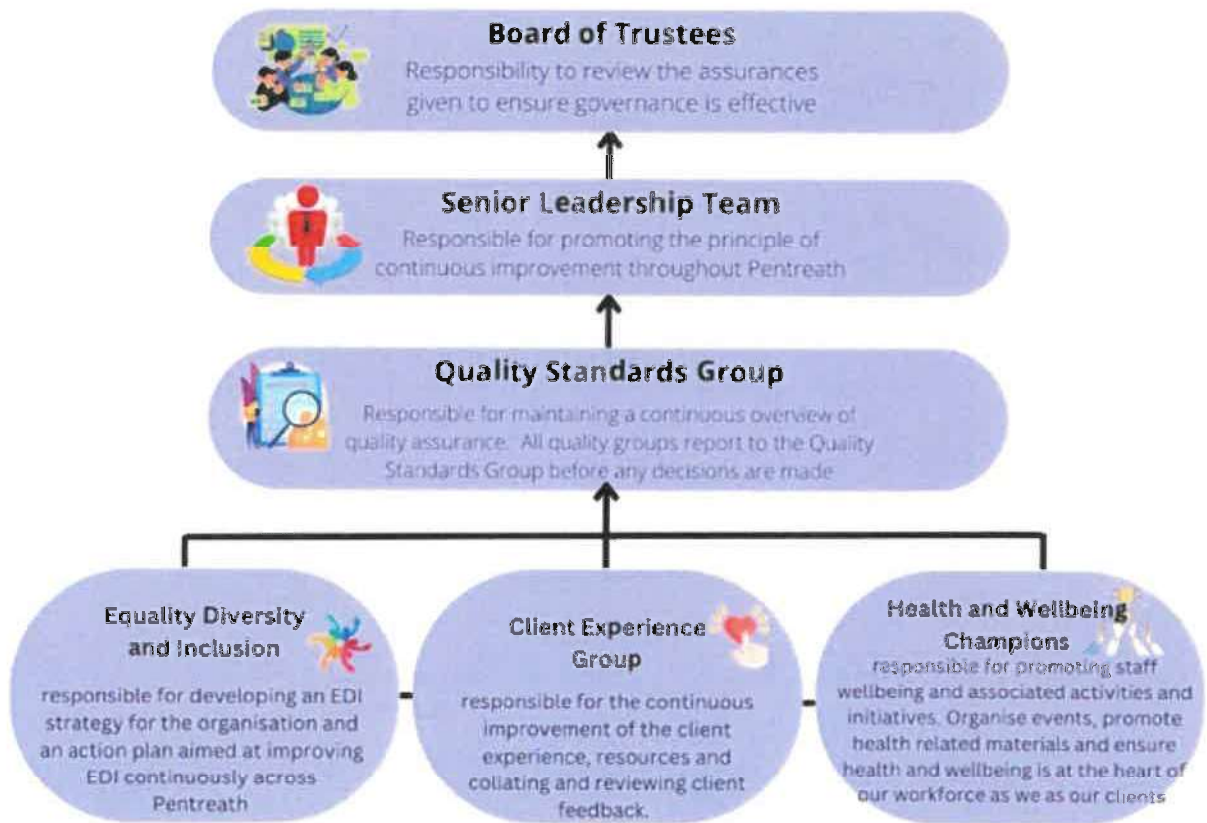 Board of Trustees
Responsibility to review the assurances
given to ensure governance is effective
Senior Leadership Team
Responsible for promoting the principle of
continuous improvement throughout Pentreath
Quality Standards Group
Responsible for maintaining a continuous overview of
quality assurance. All quality groups report to the Quality
Standards Group before any decisions are made
Equality Diversity
and Inclusion
responsible for developing an EDI
strategy for the organisation and
an action plan aimed at improving
EDI continuously across
Pentreath
Client Experience
Group
responsible for the continuous
improvement of the client
experience, resources and
collating and reviewing client
feedback.
Health and Wellbeing
Champions
responsible for promoting staff
wellbeing and associated activities and
initiatives. Organise events, promote
health related materials and ensure
health and wellbeing is at the heart of
our workforce as we as our clients